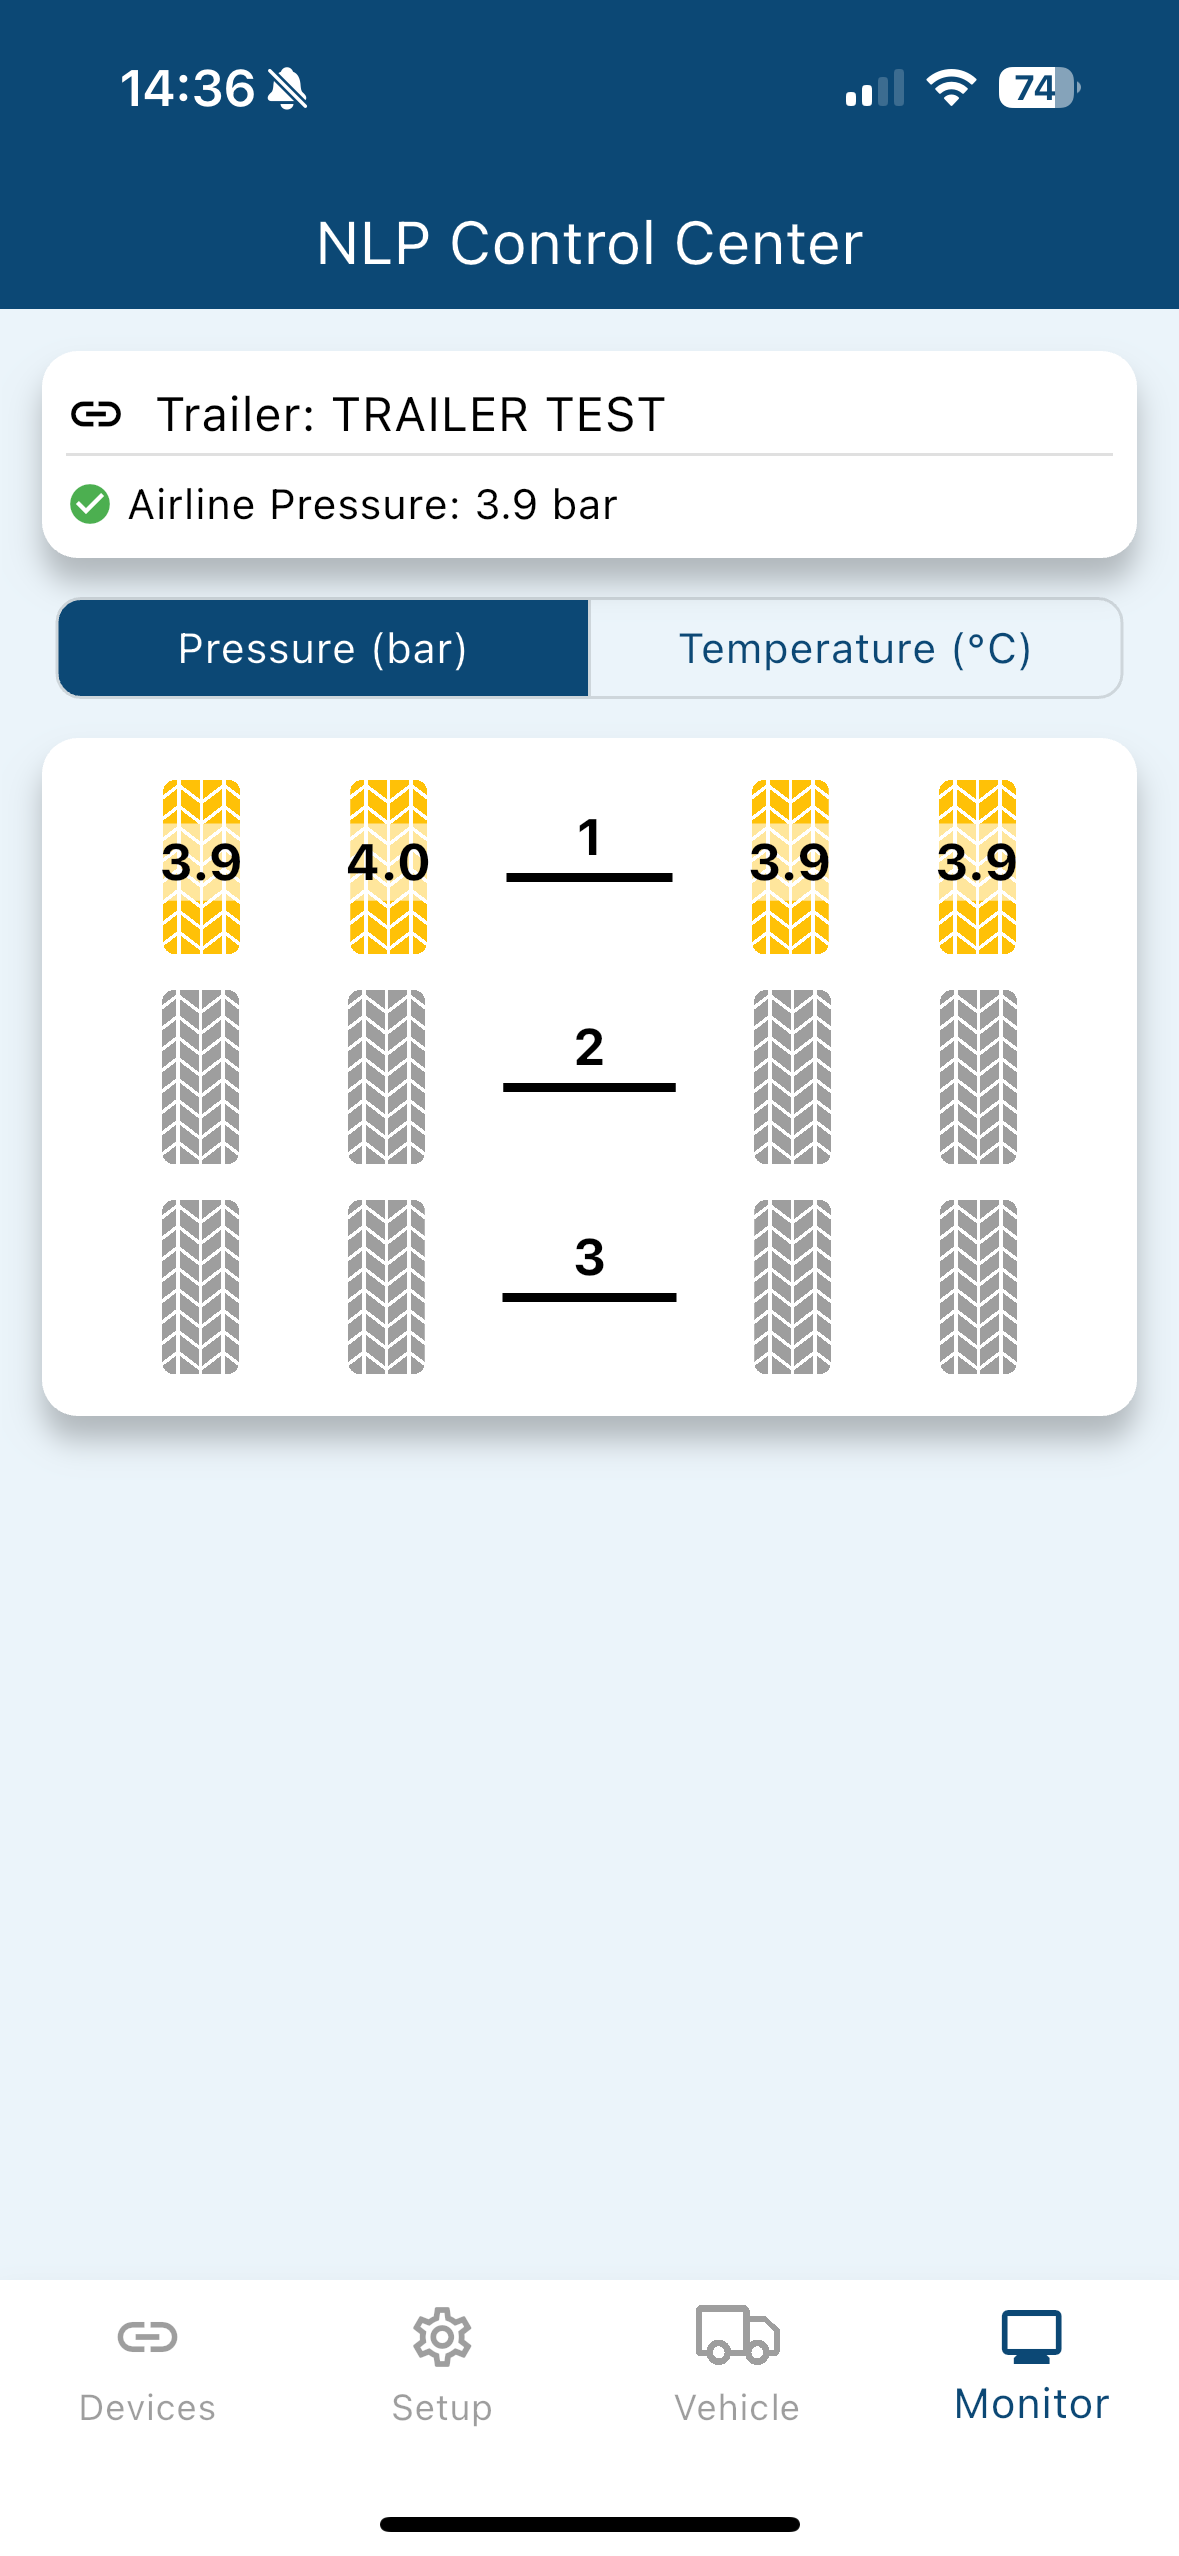 14:36
74
NLP Control Center
Trailer: TRAILER TEST
Airline Pressure: 3.9 bar
Pressure (bar) Temperature (°C)
3.9 4.0 1 3.9 3.9
2
3
Devices Setup Vehicle Monitor